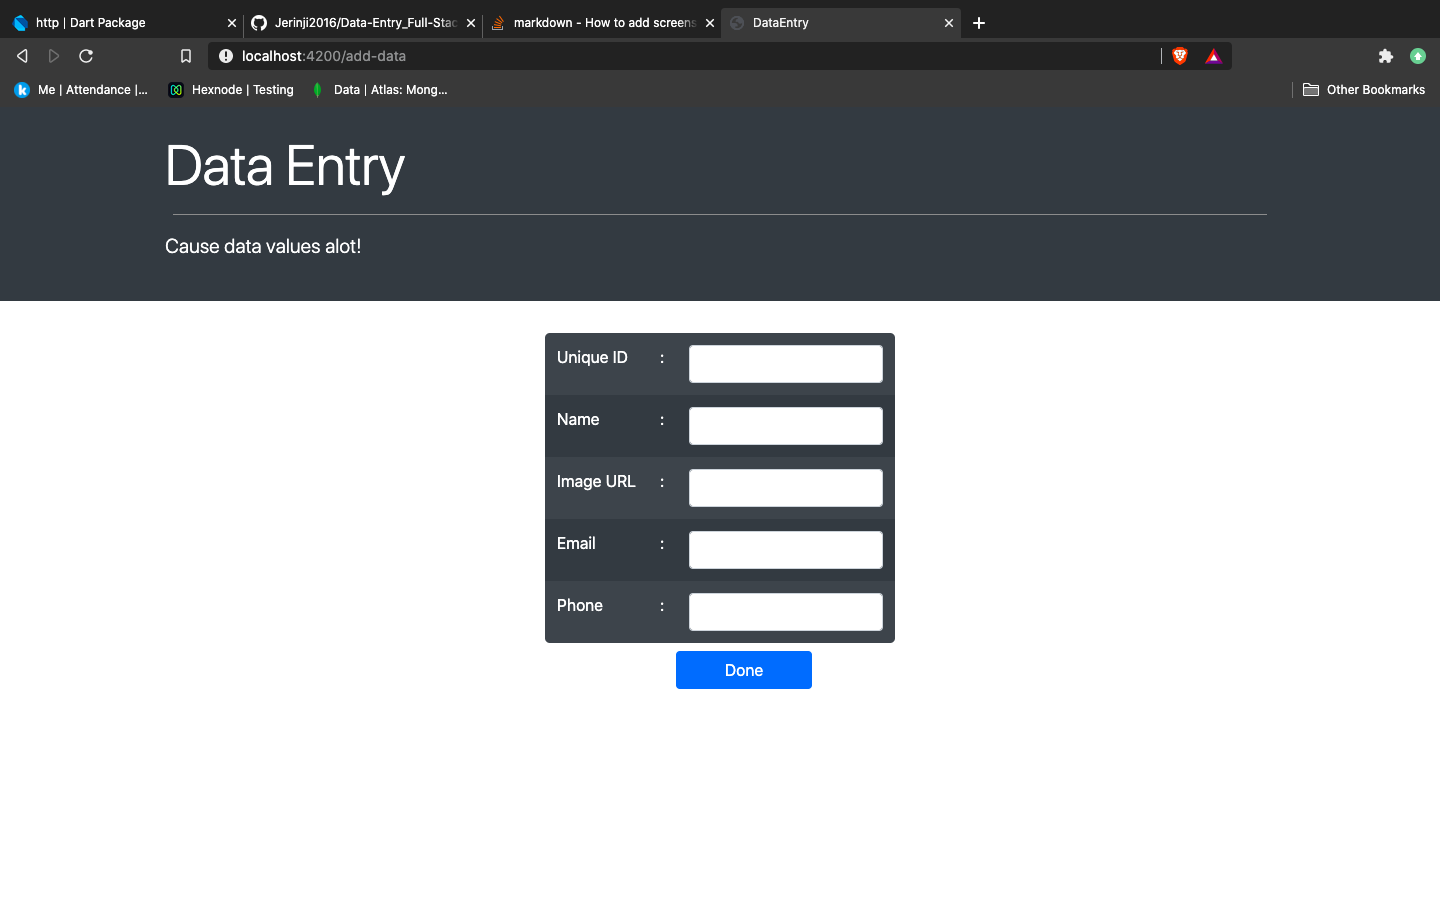 http | Dart Package
Jerinji2016/Data-Entry_Full-Stac
markdown - How to add screens
DataEntry
localhost:4200/add-data
Me | Attendance |...
Hexnode | Testing
Data | Atlas: Mong...
Other Bookmarks
Data Entry
Cause data values alot!
Unique ID :
Name :
Image URL :
Email :
Phone :
Done